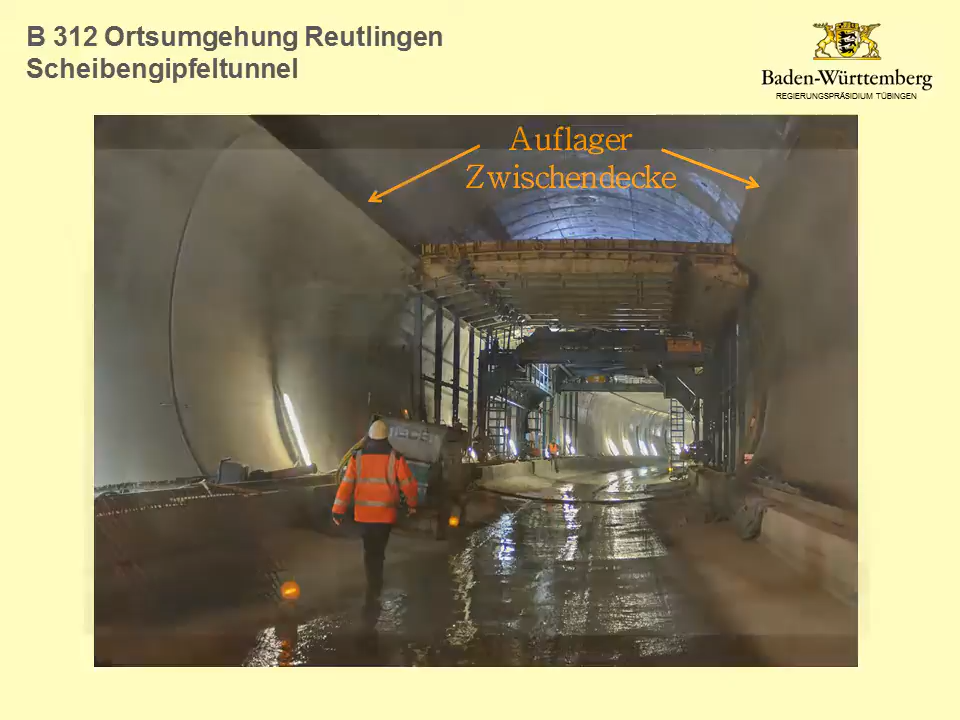 B 312 Ortsumgehung Reutlingen
Scheibengipfeltunnel
Baden-Württemberg
REGIERUNGSPRÄSIDIUM TÜBINGEN
Auflager
Zwischendecke